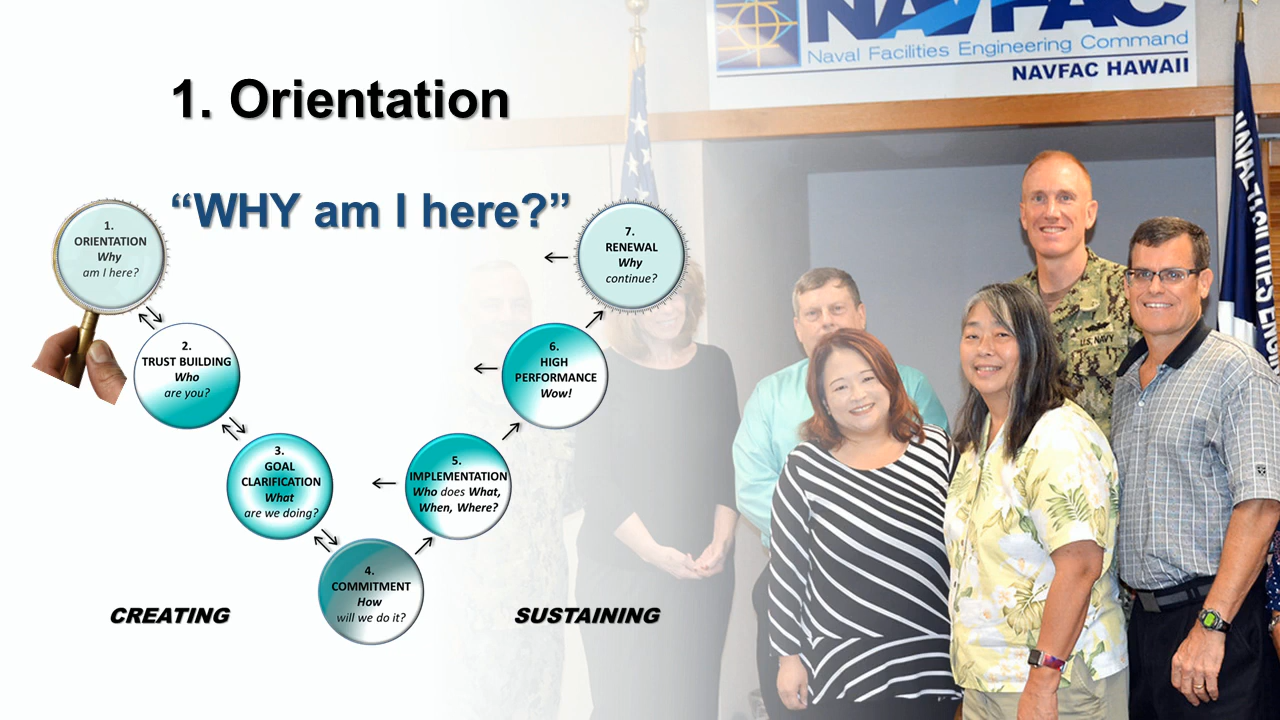 NAVFAC
Naval Facilities Engineering Command
NAVFAC HAWAII
1. Orientation
“WHY am I here?”
1.
ORIENTATION
Why
am I here?
2.
TRUST BUILDING
Who
are you?
3.
GOAL
CLARIFICATION
What
are we doing?
4.
COMMITMENT
How
will we do it?
5.
IMPLEMENTATION
Who does What,
When, Where?
6.
HIGH
PERFORMANCE
Wow!
7.
RENEWAL
Why
continue?
CREATING
SUSTAINING
U.S. NAVY